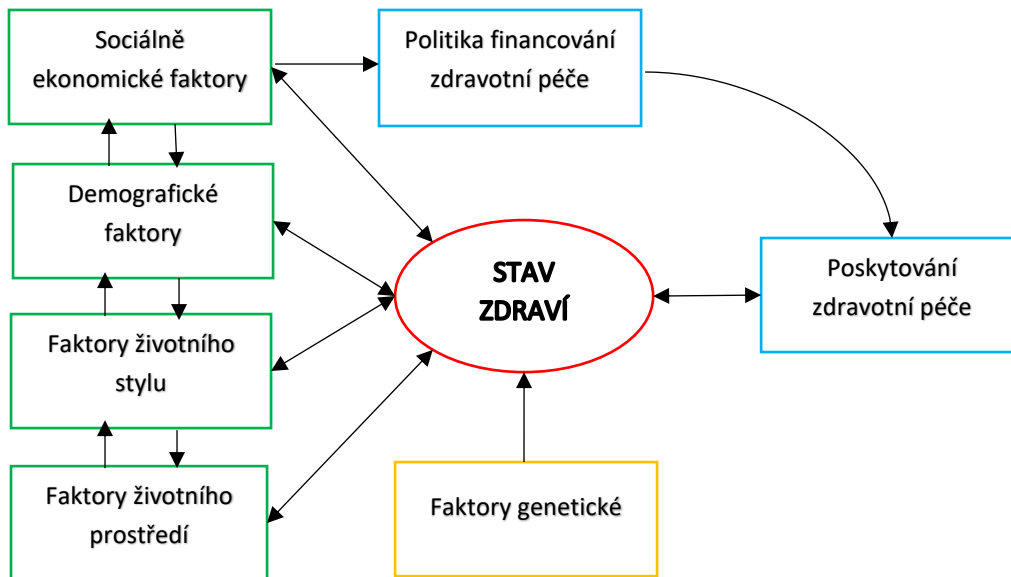 Sociálně
ekonomické faktory
Politika financování
zdravotní péče
Demografické
faktory
STAV
ZDRAVÍ
Poskytování
zdravotní péče
Faktory životního
stylu
Faktory životního
prostředí
Faktory genetické